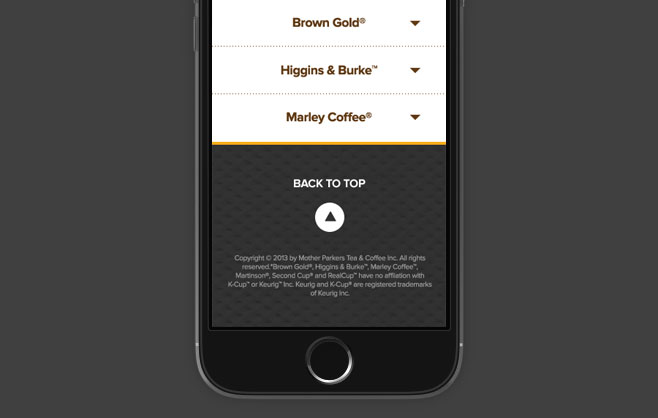 Brown Gold®
Higgins & Burke™
Marley Coffee®
BACK TO TOP
Copyright © 2013 by Mother Parkers Tea & Coffee Inc. All rights
reserved.*Brown Gold®, Higgins & Burke™, Marley Coffee™,
Martinson®, Second Cup® and RealCup™ have no affliation with
K-Cup™ or Keurig™ Inc. Keurig and K-Cup® are registered trademarks
of Keurig Inc.